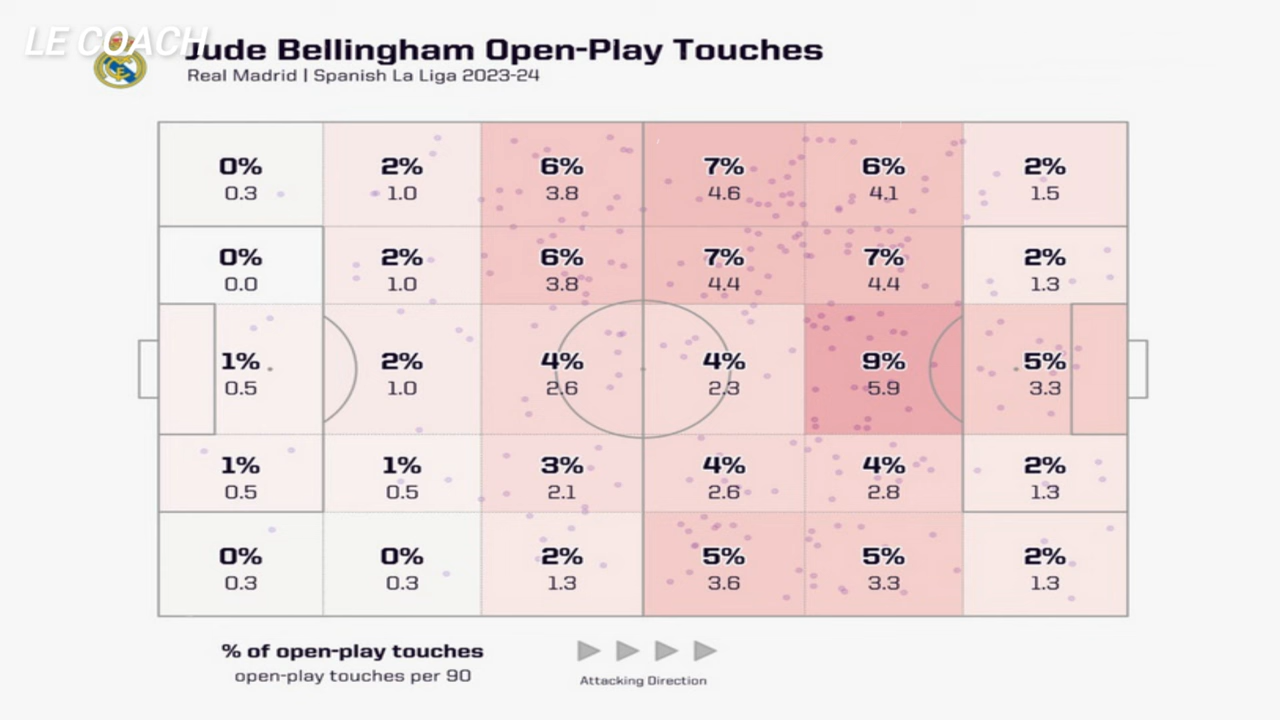 LE COACH
Jude Bellingham Open-Play Touches
Real Madrid | Spanish La Liga 2023-24
0% 2% 6% 7% 6% 2%
0.3 1.0 3.8 4.6 4.1 1.5
0% 2% 6% 7% 7% 2%
0.0 1.0 3.8 4.4 4.4 1.3
1% 2% 4% 4% 9% 5%
0.5 1.0 2.6 2.3 5.9 3.3
1% 1% 3% 4% 4% 2%
0.5 0.5 2.1 2.6 2.8 1.3
0% 0% 2% 5% 5% 2%
0.3 0.3 1.3 3.6 3.3 1.3
% of open-play touches
open-play touches per 90
Attacking Direction